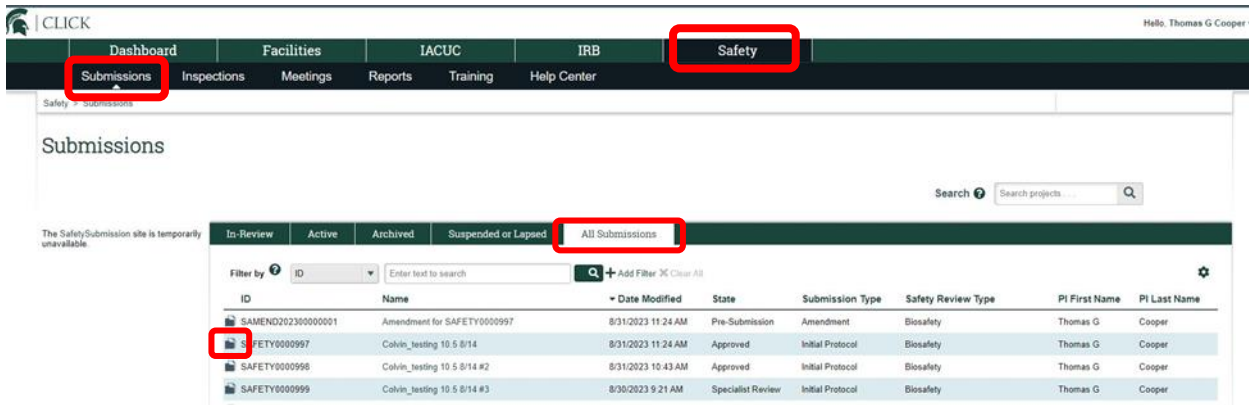 CLICK
Hello, Thomas G Cooper
Dashboard Facilities IACUC IRB Safety
Submissions Inspections Meetings Reports Training Help Center
Safety > Submissions
Submissions
Search ? Search projects . . . .
The SafetySubmission site is temporarily
unavailable.
In-Review Active Archived Suspended or Lapsed All Submissions
Filter by ? ID Enter text to search + Add Filter Clear All
ID Name Date Modified State Submission Type Safety Review Type PI First Name PI Last Name
SAMEND202300000001 Amendment for SAFETY0000997 8/31/2023 11:24 AM Pre-Submission Amendment Biosafety Thomas G Cooper
SAFETY0000997 Colvin_testing 10.5 8/14 8/31/2023 11:24 AM Approved Initial Protocol Biosafety Thomas G Cooper
SAFETY0000998 Colvin_testing 10.5 8/14 #2 8/31/2023 10:43 AM Approved Initial Protocol Biosafety Thomas G Cooper
SAFETY0000999 Colvin_testing 10.5 8/14 #3 8/30/2023 9:21 AM Specialist Review Initial Protocol Biosafety Thomas G Cooper